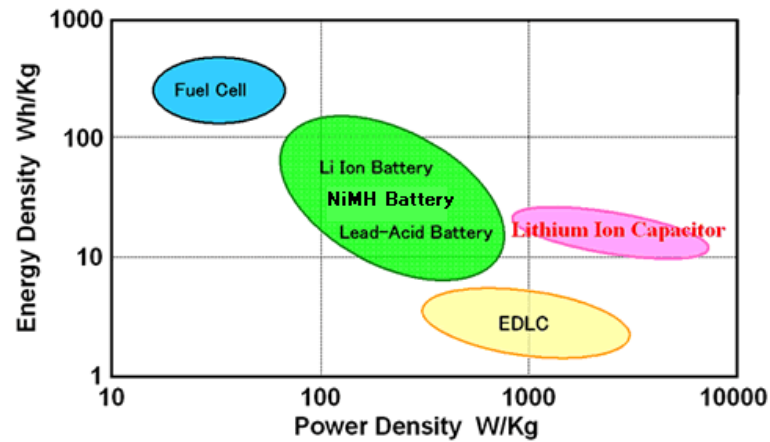 1000
Energy Density Wh/Kg
Fuel Cell
100
Li Ion Battery
NiMH Battery
Lithium Ion Capacitor
Lead-Acid Battery
10
EDLC
1
10
100
1000
10000
Power Density W/Kg